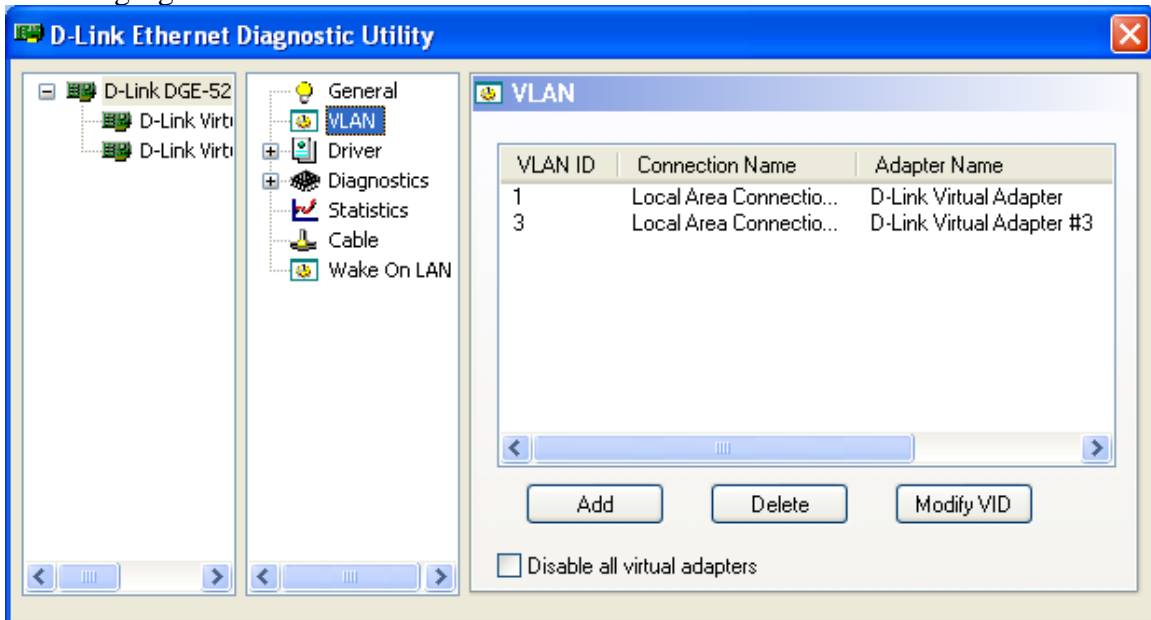 D-Link Ethernet Diagnostic Utility
D-Link DGE-52
D-Link Virtu
D-Link Virtu
General
VLAN
Driver
Diagnostics
Statistics
Cable
Wake On LAN
VLAN
VLAN ID Connection Name Adapter Name
1 Local Area Connectio... D-Link Virtual Adapter
3 Local Area Connectio... D-Link Virtual Adapter #3
Add Delete Modify VID
Disable all virtual adapters